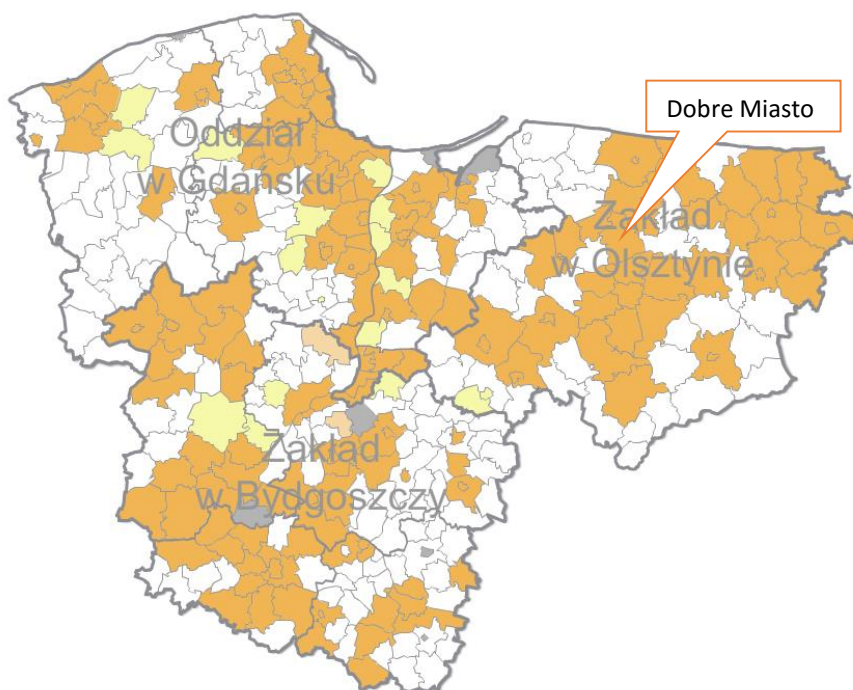 Dobre Miasto
Oddział
w Gdańsku
Zakład
w Olsztynie
Zakład
w Bydgoszczy